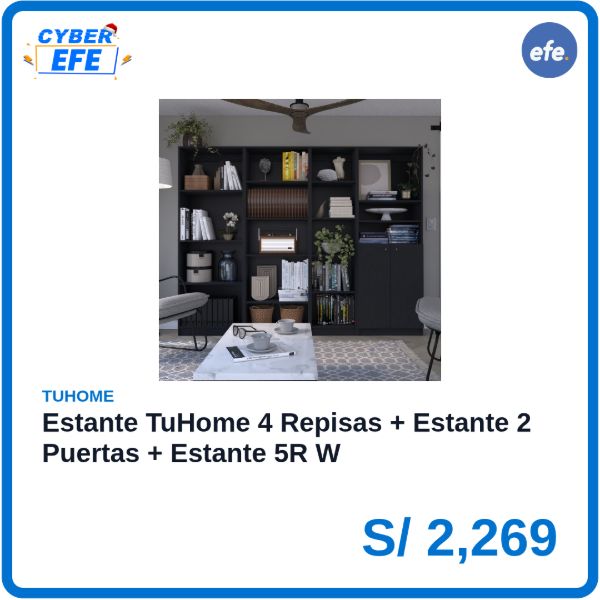 CYBER
EFE
efe.
TUHOME
Estante TuHome 4 Repisas + Estante 2
Puertas + Estante 5R W
S/ 2,269